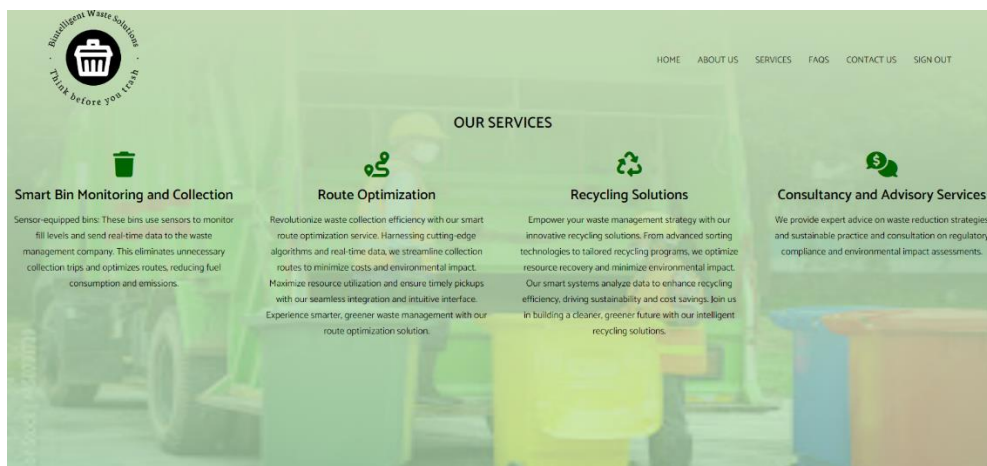 Bintelligent Waste Solutions
Think before you trash
HOME ABOUT US SERVICES FAQS CONTACT US SIGN OUT
OUR SERVICES
Smart Bin Monitoring and Collection
Sensor-equipped bins: These bins use sensors to monitor
fill levels and send real-time data to the waste
management company. This eliminates unnecessary
collection trips and optimizes routes, reducing fuel
consumption and emissions.
Route Optimization
Revolutionize waste collection efficiency with our smart
route optimization service. Harnessing cutting-edge
algorithms and real-time data, we streamline collection
routes to minimize costs and environmental impact.
Maximize resource utilization and ensure timely pickups
with our seamless integration and intuitive interface.
Experience smarter, greener waste management with our
route optimization solution.
Recycling Solutions
Empower your waste management strategy with our
innovative recycling solutions. From advanced sorting
technologies to tailored recycling programs, we optimize
resource recovery and minimize environmental impact.
Our smart systems analyze data to enhance recycling
efficiency, driving sustainability and cost savings. Join us
in building a cleaner, greener future with our intelligent
recycling solutions.
$
Consultancy and Advisory Services
We provide expert advice on waste reduction strategies
and sustainable practice and consultation on regulatory
compliance and environmental impact assessments.